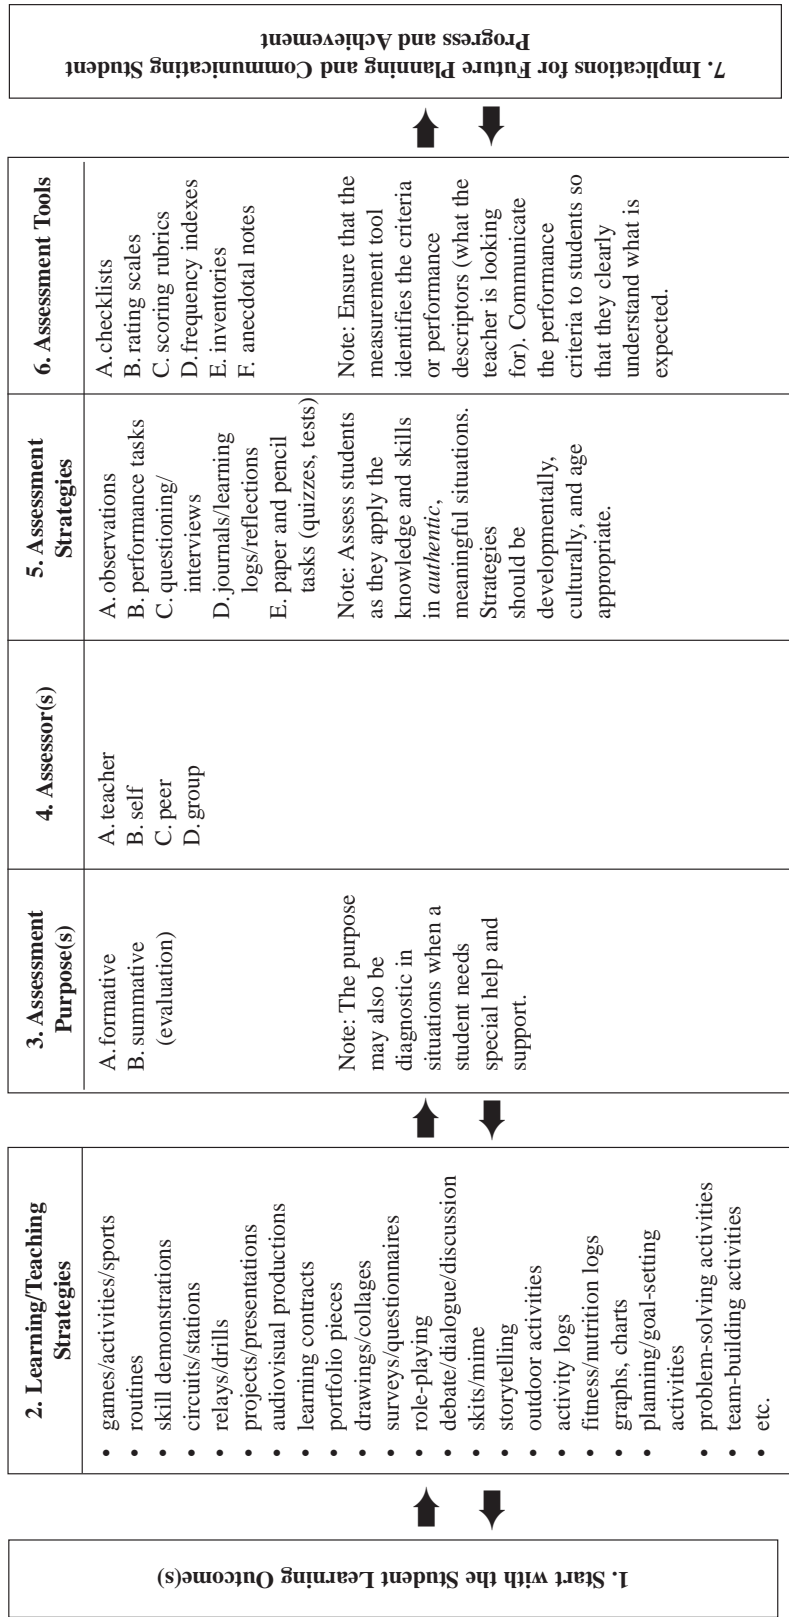 1. Start with the Student Learning Outcome(s)
2. Learning/Teaching
Strategies
• games/activities/sports
• routines
• skill demonstrations
• circuits/stations
• relays/drills
• projects/presentations
• audiovisual productions
• learning contracts
• portfolio pieces
• drawings/collages
• surveys/questionnaires
• role-playing
• debate/dialogue/discussion
• skits/mime
• storytelling
• outdoor activities
• activity logs
• fitness/nutrition logs
• graphs, charts
• planning/goal-setting
activities
• problem-solving activities
• team-building activities
• etc.
3. Assessment
Purpose(s)
A. formative
B. summative
(evaluation)
Note: The purpose
may also be
diagnostic in
situations when a
student needs
special help and
support.
4. Assessor(s)
A. teacher
B. self
C. peer
D. group
5. Assessment
Strategies
A. observations
B. performance tasks
C. questioning/
interviews
D. journals/learning
logs/reflections
E. paper and pencil
tasks (quizzes, tests)
Note: Assess students
as they apply the
knowledge and skills
in authentic,
meaningful situations.
Strategies
should be
developmentally,
culturally, and age
appropriate.
6. Assessment Tools
A. checklists
B. rating scales
C. scoring rubrics
D. frequency indexes
E. inventories
F. anecdotal notes
Note: Ensure that the
measurement tool
identifies the criteria
or performance
descriptors (what the
teacher is looking
for). Communicate
the performance
criteria to students so
that they clearly
understand what is
expected.
7. Implications for Future Planning and Communicating Student
Progress and Achievement